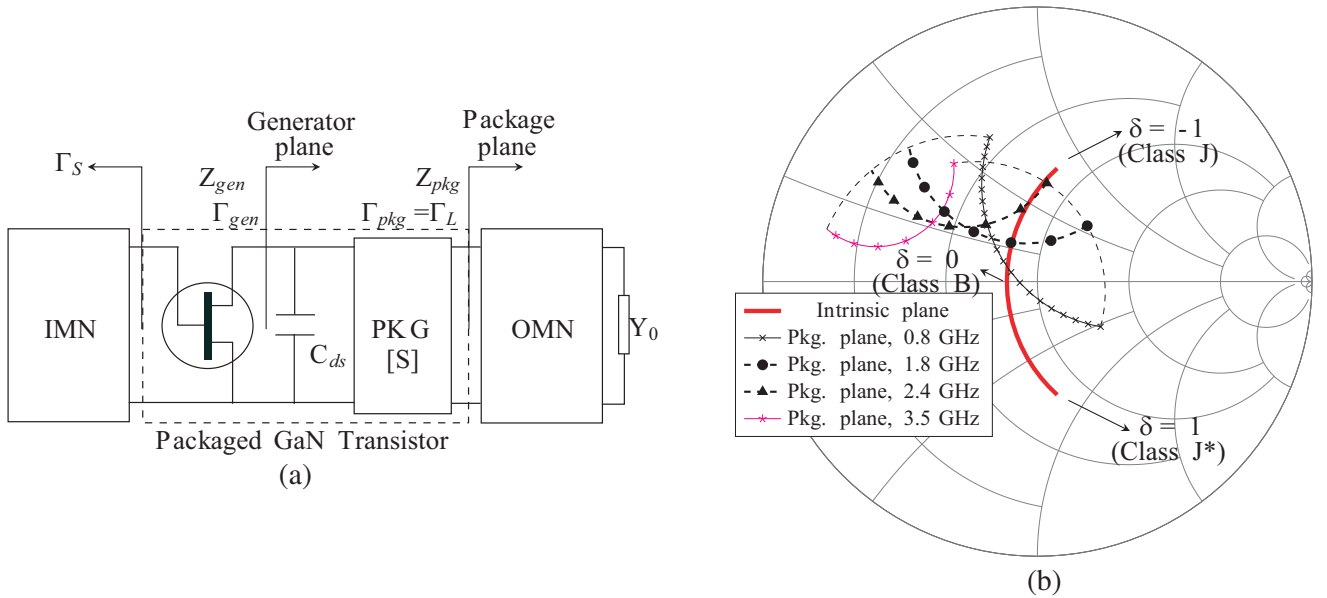 Generator
plane
Package
plane
Γ_S
Z_gen
Γ_gen
Z_pkg
Γ_pkg =Γ_L
IMN
C_ds
PKG
[S]
OMN
Y_0
Packaged GaN Transistor
(a)
δ = -1
(Class J)
δ = 0
(Class B)
Intrinsic plane
Pkg. plane, 0.8 GHz
Pkg. plane, 1.8 GHz
Pkg. plane, 2.4 GHz
Pkg. plane, 3.5 GHz
δ = 1
(Class J*)
(b)